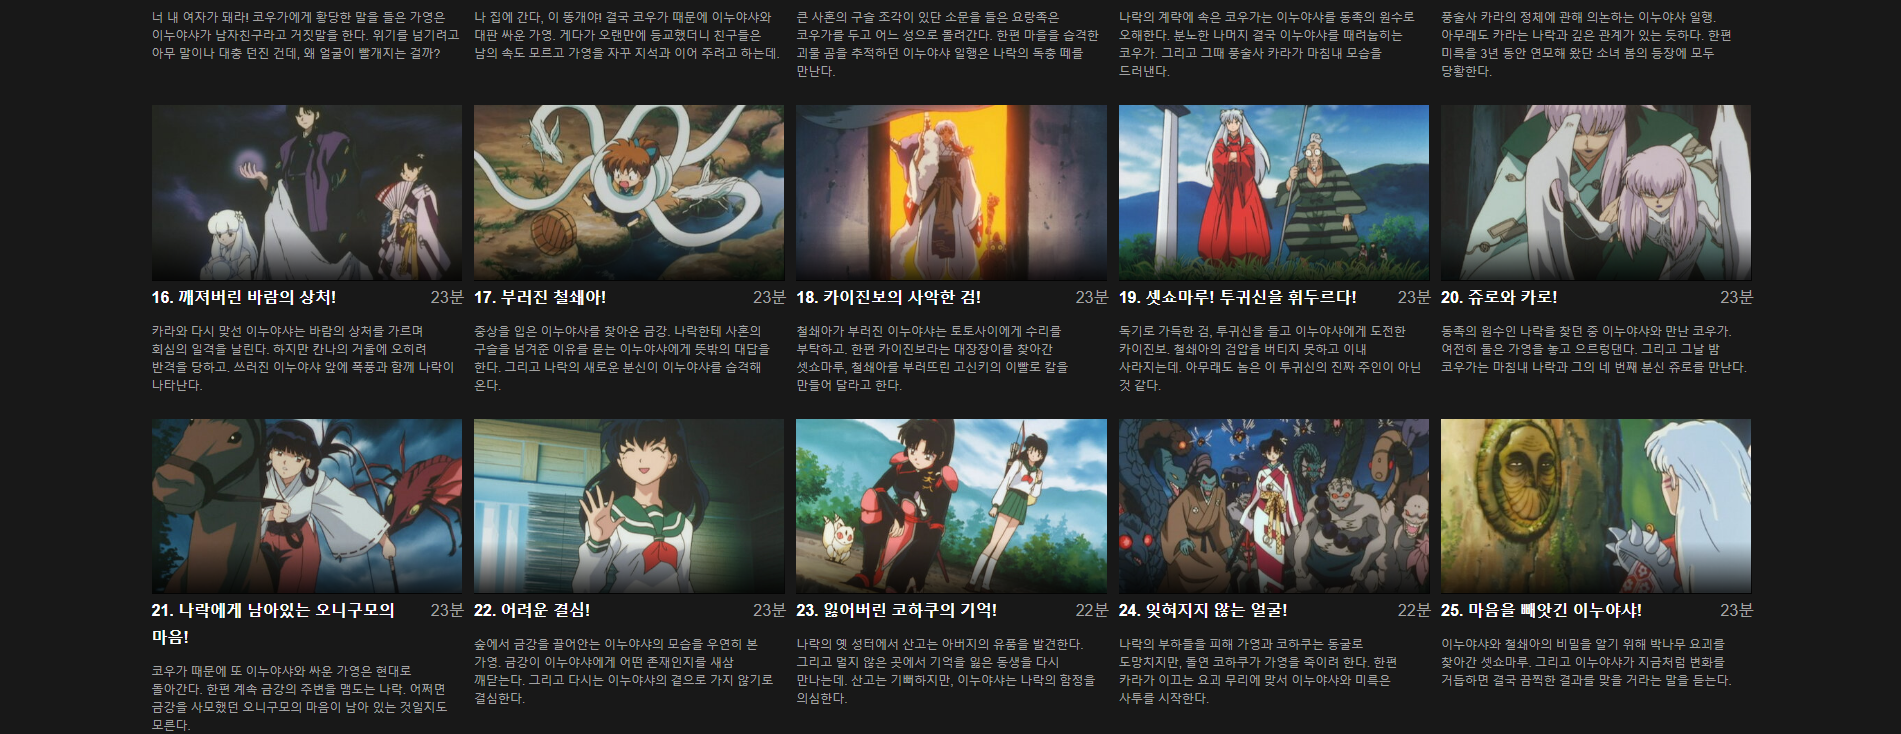 너 내 여자가 돼라! 코우가에게 황당한 말을 들은 가영은
이누야샤가 남자친구라고 거짓말을 한다. 위기를 넘기려고
아무 말이나 대충 던진 건데, 왜 얼굴이 빨개지는 걸까?
나 집에 간다, 이 똥개야! 결국 코우가 때문에 이누야샤와
대판 싸운 가영. 게다가 오랜만에 등교했더니 친구들은
남의 속도 모르고 가영을 자꾸 지석과 이어 주려고 하는데.
큰 사혼의 구슬 조각이 있단 소문을 들은 요랑족은
코우가를 두고 어느 성으로 몰려간다. 한편 마을을 습격한
괴물 곰을 추적하던 이누야샤 일행은 나락의 독충 떼를
만난다.
나락의 계략에 속은 코우가는 이누야샤를 동족의 원수로
오해한다. 분노한 나머지 결국 이누야샤를 때려눕히는
코우가. 그리고 그때 풍술사 카라가 마침내 모습을
드러낸다.
풍술사 카라의 정체에 관해 의논하는 이누야샤 일행.
아무래도 카라는 나락과 깊은 관계가 있는 듯하다. 한편
미륵을 3년 동안 연모해 왔단 소녀 봄의 등장에 모두
당황한다.
16. 깨져버린 바람의 상처! 23분
카라와 다시 맞선 이누야샤는 바람의 상처를 가르며
회심의 일격을 날린다. 하지만 칸나의 거울에 오히려
반격을 당하고. 쓰러진 이누야샤 앞에 폭풍과 함께 나락이
나타난다.
17. 부러진 철쇄아! 23분
중상을 입은 이누야샤를 찾아온 금강. 나락한테 사혼의
구슬을 넘겨준 이유를 묻는 이누야샤에게 뜻밖의 대답을
한다. 그리고 나락의 새로운 분신이 이누야샤를 습격해
온다.
18. 카이진보의 사악한 검! 23분
철쇄아가 부러진 이누야샤는 토토사이에게 수리를
부탁하고. 한편 카이진보라는 대장장이를 찾아간
셋쇼마루, 철쇄아를 부러뜨린 고신키의 이빨로 칼을
만들어 달라고 한다.
19. 셋쇼마루! 투귀신을 휘두르다! 23분
독기로 가득한 검, 투귀신을 들고 이누야샤에게 도전한
카이진보. 철쇄아의 검압을 버티지 못하고 이내
사라지는데. 아무래도 놈은 이 투귀신의 진짜 주인이 아닌
것 같다.
20. 쥬로와 카로! 23분
동족의 원수인 나락을 찾던 중 이누야샤와 만난 코우가.
여전히 둘은 가영을 놓고 으르렁댄다. 그리고 그날 밤
코우가는 마침내 나락과 그의 네 번째 분신 쥬로를 만난다.
21. 나락에게 남아있는 오니구모의 23분
마음!
코우가 때문에 또 이누야샤와 싸운 가영은 현대로
돌아간다. 한편 계속 금강의 주변을 맴도는 나락. 어쩌면
금강을 사모했던 오니구모의 마음이 남아 있는 것일지도
모른다.
22. 어려운 결심! 23분
숲에서 금강을 끌어안는 이누야샤의 모습을 우연히 본
가영. 금강이 이누야샤에게 어떤 존재인지를 새삼
깨닫는다. 그리고 다시는 이누야샤의 곁으로 가지 않기로
결심한다.
23. 잃어버린 코하쿠의 기억! 22분
나락의 옛 성터에서 산고는 아버지의 유품을 발견한다.
그리고 멀지 않은 곳에서 기억을 잃은 동생을 다시
만나는데. 산고는 기뻐하지만, 이누야샤는 나락의 함정을
의심한다.
24. 잊혀지지 않는 얼굴! 22분
나락의 부하들을 피해 가영과 코하쿠는 동굴로
도망치지만, 돌연 코하쿠가 가영을 죽이려 한다. 한편
카라가 이끄는 요괴 무리에 맞서 이누야샤와 미륵은
사투를 시작한다.
25. 마음을 빼앗긴 이누야샤! 23분
이누야샤와 철쇄아의 비밀을 알기 위해 박나무 요괴를
찾아간 셋쇼마루. 그리고 이누야샤가 지금처럼 변화를
거듭하면 결국 끔찍한 결과를 맞을 거라는 말을 듣는다.